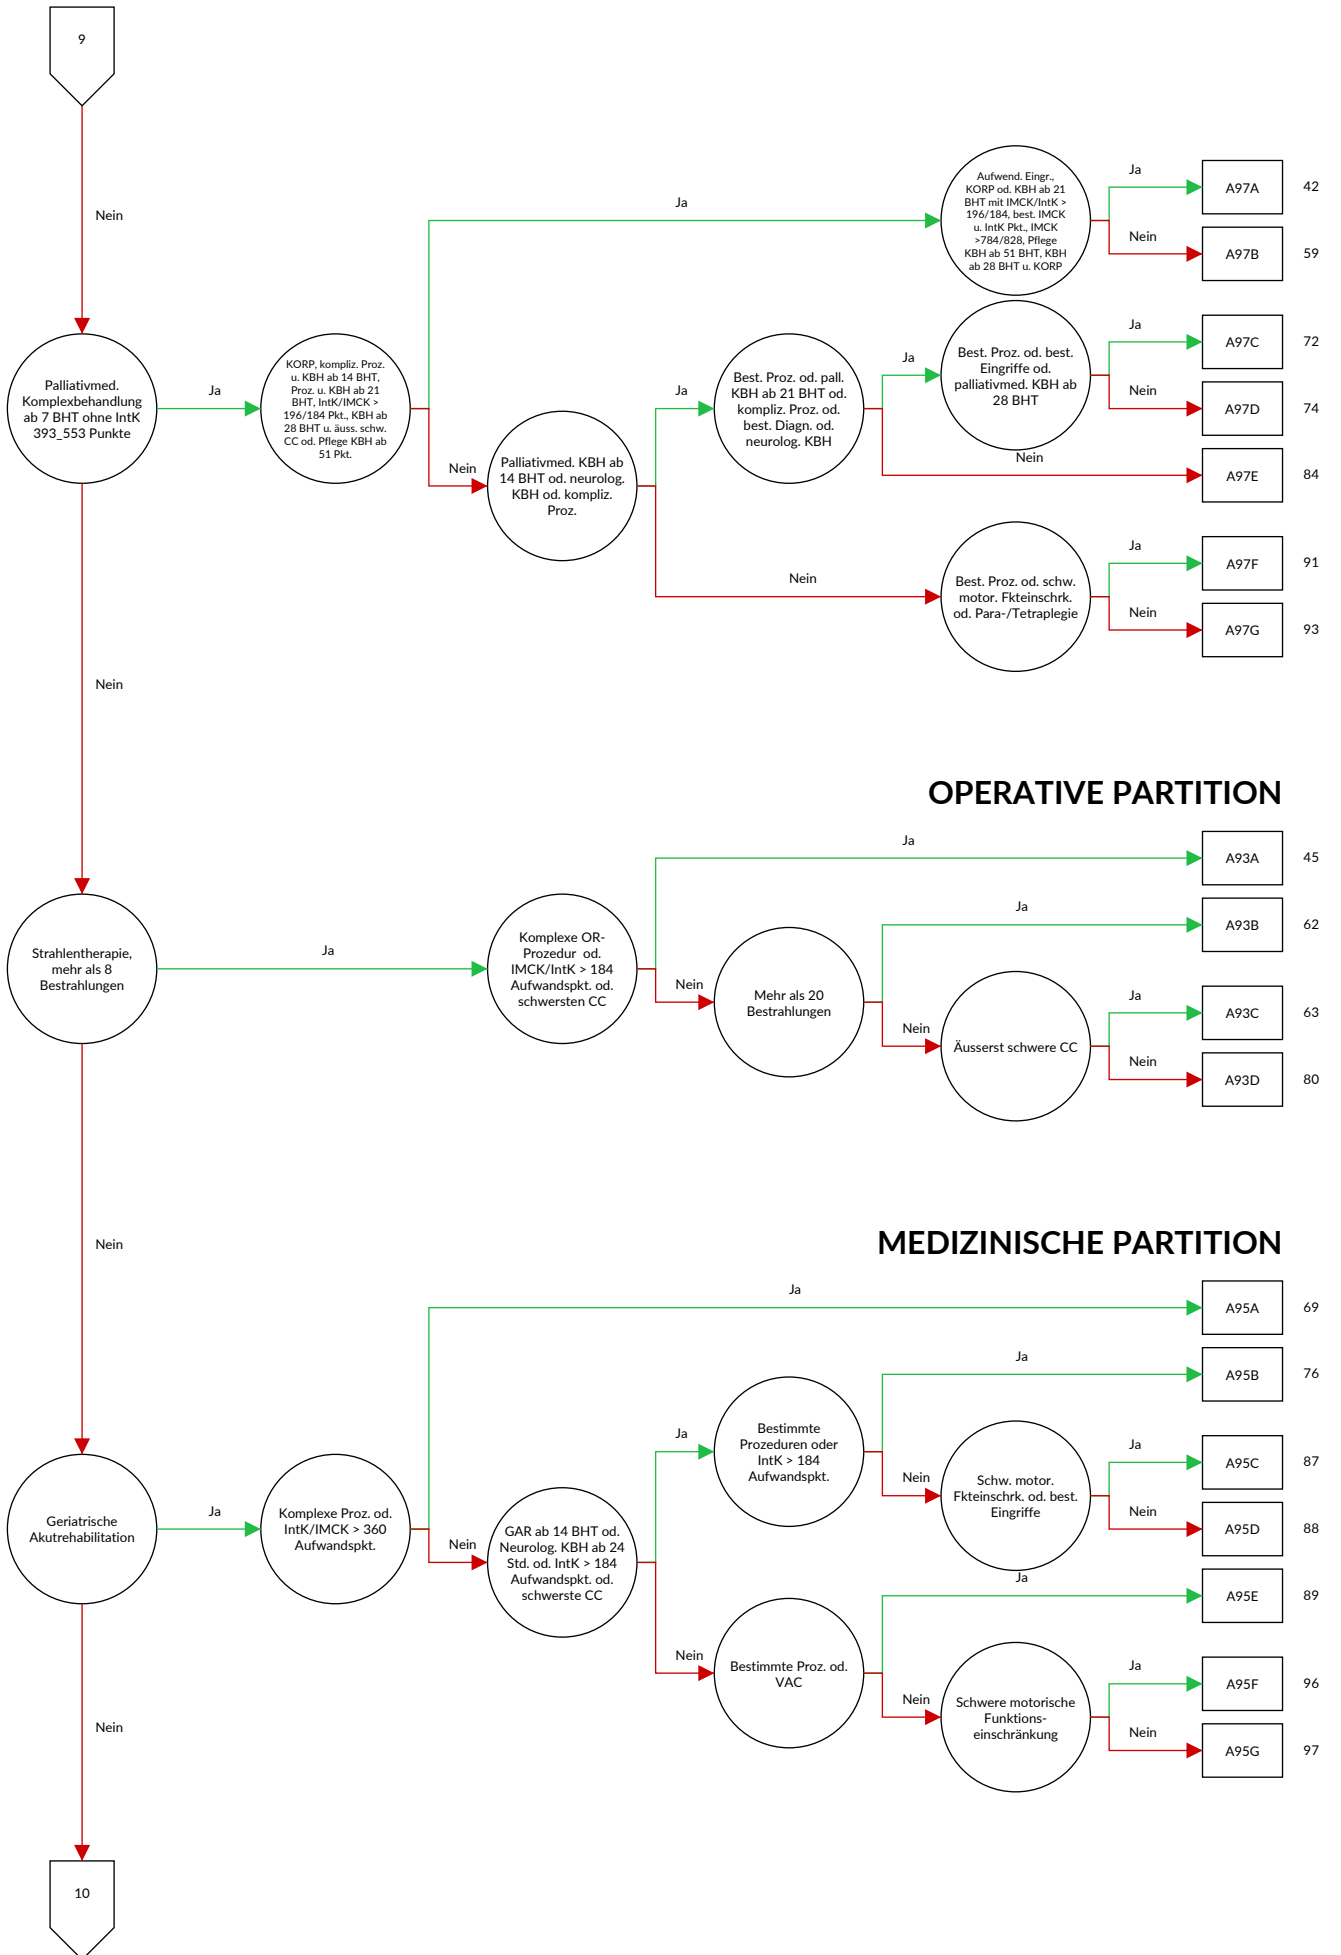 9
Nein
Palliativmed.
Komplexbehandlung
ab 7 BHT ohne IntK
393_553 Punkte
Ja
KORP, kompliz. Proz.
u. KBH ab 14 BHT,
Proz. u. KBH ab 21
BHT, IntK/IMCK >
196/184 Pkt., KBH ab
28 BHT u. äuss. schw.
CC od. Pflege KBH ab
51 Pkt.
Ja
Aufwend. Eingr.,
KORP od. KBH ab 21
BHT mit IMCK/IntK >
196/184, best. IMCK
u. IntK Pkt., IMCK
>784/828, Pflege
KBH ab 51 BHT, KBH
ab 28 BHT u. KORP
Ja
A97A
42
Nein
A97B
59
Nein
Palliativmed. KBH ab
14 BHT od. neurolog.
KBH od. kompliz.
Proz.
Ja
Best. Proz. od. pall.
KBH ab 21 BHT od.
kompliz. Proz. od.
best. Diagn. od.
neurolog. KBH
Ja
Best. Proz. od. best.
Eingriffe od.
palliativmed. KBH ab
28 BHT
Ja
A97C
72
Nein
A97D
74
Nein
A97E
84
Nein
Best. Proz. od. schw.
motor. Fkteinschrk.
od. Para-/Tetraplegie
Ja
A97F
91
Nein
A97G
93
Nein
OPERATIVE PARTITION
Strahlentherapie,
mehr als 8
Bestrahlungen
Ja
Komplexe OR-
Prozedur od.
IMCK/IntK > 184
Aufwandspkt. od.
schwersten CC
Ja
A93A
45
Nein
Mehr als 20
Bestrahlungen
Ja
A93B
62
Nein
Äusserst schwere CC
Ja
A93C
63
Nein
A93D
80
Nein
MEDIZINISCHE PARTITION
Geriatrische
Akutrehabilitation
Ja
Komplexe Proz. od.
IntK/IMCK > 360
Aufwandspkt.
Ja
A95A
69
Nein
GAR ab 14 BHT od.
Neurolog. KBH ab 24
Std. od. IntK > 184
Aufwandspkt. od.
schwerste CC
Ja
Bestimmte
Prozeduren oder
IntK > 184
Aufwandspkt.
Ja
A95B
76
Nein
Schw. motor.
Fkteinschrk. od. best.
Eingriffe
Ja
A95C
87
Nein
A95D
88
Nein
Bestimmte Proz. od.
VAC
Ja
A95E
89
Nein
Schwere motorische
Funktions-
einschränkung
Ja
A95F
96
Nein
A95G
97
Nein
10